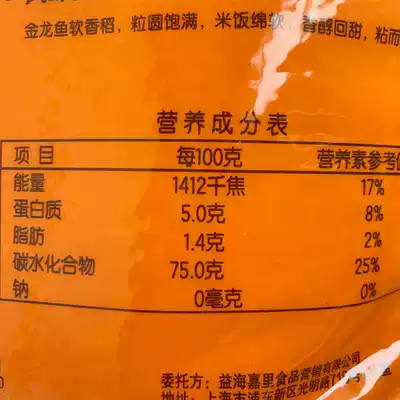 金龙鱼软香稻，粒圆饱满，米饭绵软，香醇回甜，粘而
营养成分表
项目 每100克 营养素参考值
能量 1412千焦 17%
蛋白质 5.0克 8%
脂肪 1.4克 2%
碳水化合物 75.0克 25%
钠 0毫克 0%
委托方：益海嘉里食品营销有限公司
地址：上海市浦东新区光明路718号